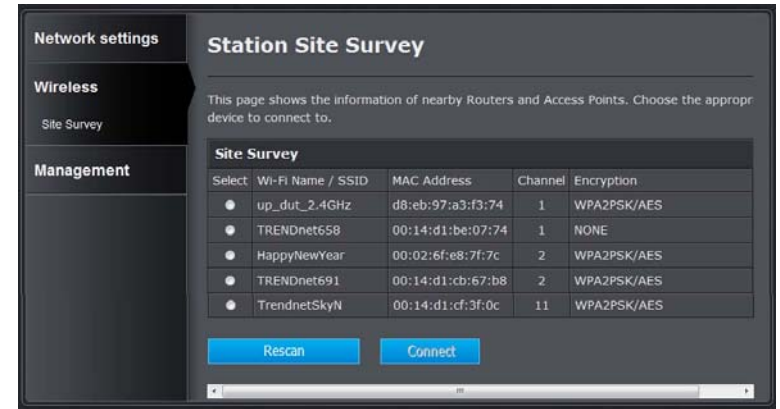 Network settings
Wireless
Site Survey
Management
Station Site Survey
This page shows the information of nearby Routers and Access Points. Choose the appropr
device to connect to.
Site Survey
Select Wi-Fi Name / SSID MAC Address Channel Encryption
up_dut_2.4GHz d8:eb:97:a3:f3:74 1 WPA2PSK/AES
TRENDnet658 00:14:d1:be:07:74 1 NONE
HappyNewYear 00:02:6f:e8:7f:7c 2 WPA2PSK/AES
TRENDnet691 00:14:d1:cb:67:b8 2 WPA2PSK/AES
TrendnetSkyN 00:14:d1:cf:3f:0c 11 WPA2PSK/AES
Rescan Connect